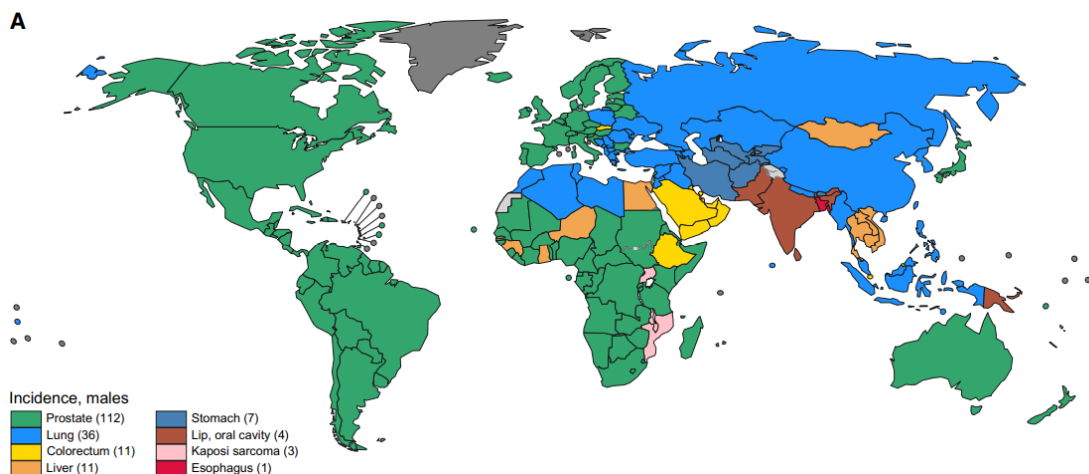 A
Incidence, males
Prostate (112)
Lung (36)
Colorectum (11)
Liver (11)
Stomach (7)
Lip, oral cavity (4)
Kaposi sarcoma (3)
Esophagus (1)